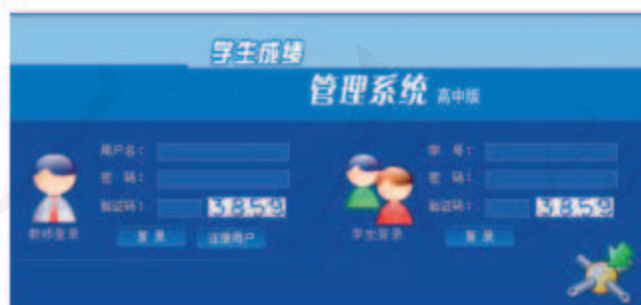 学生成绩
管理系统 高中版
用户名：
密 码：
验证码： 3859
教师登录
登 录 注册用户
学 号：
密 码：
验证码： 3859
学生登录
登 录